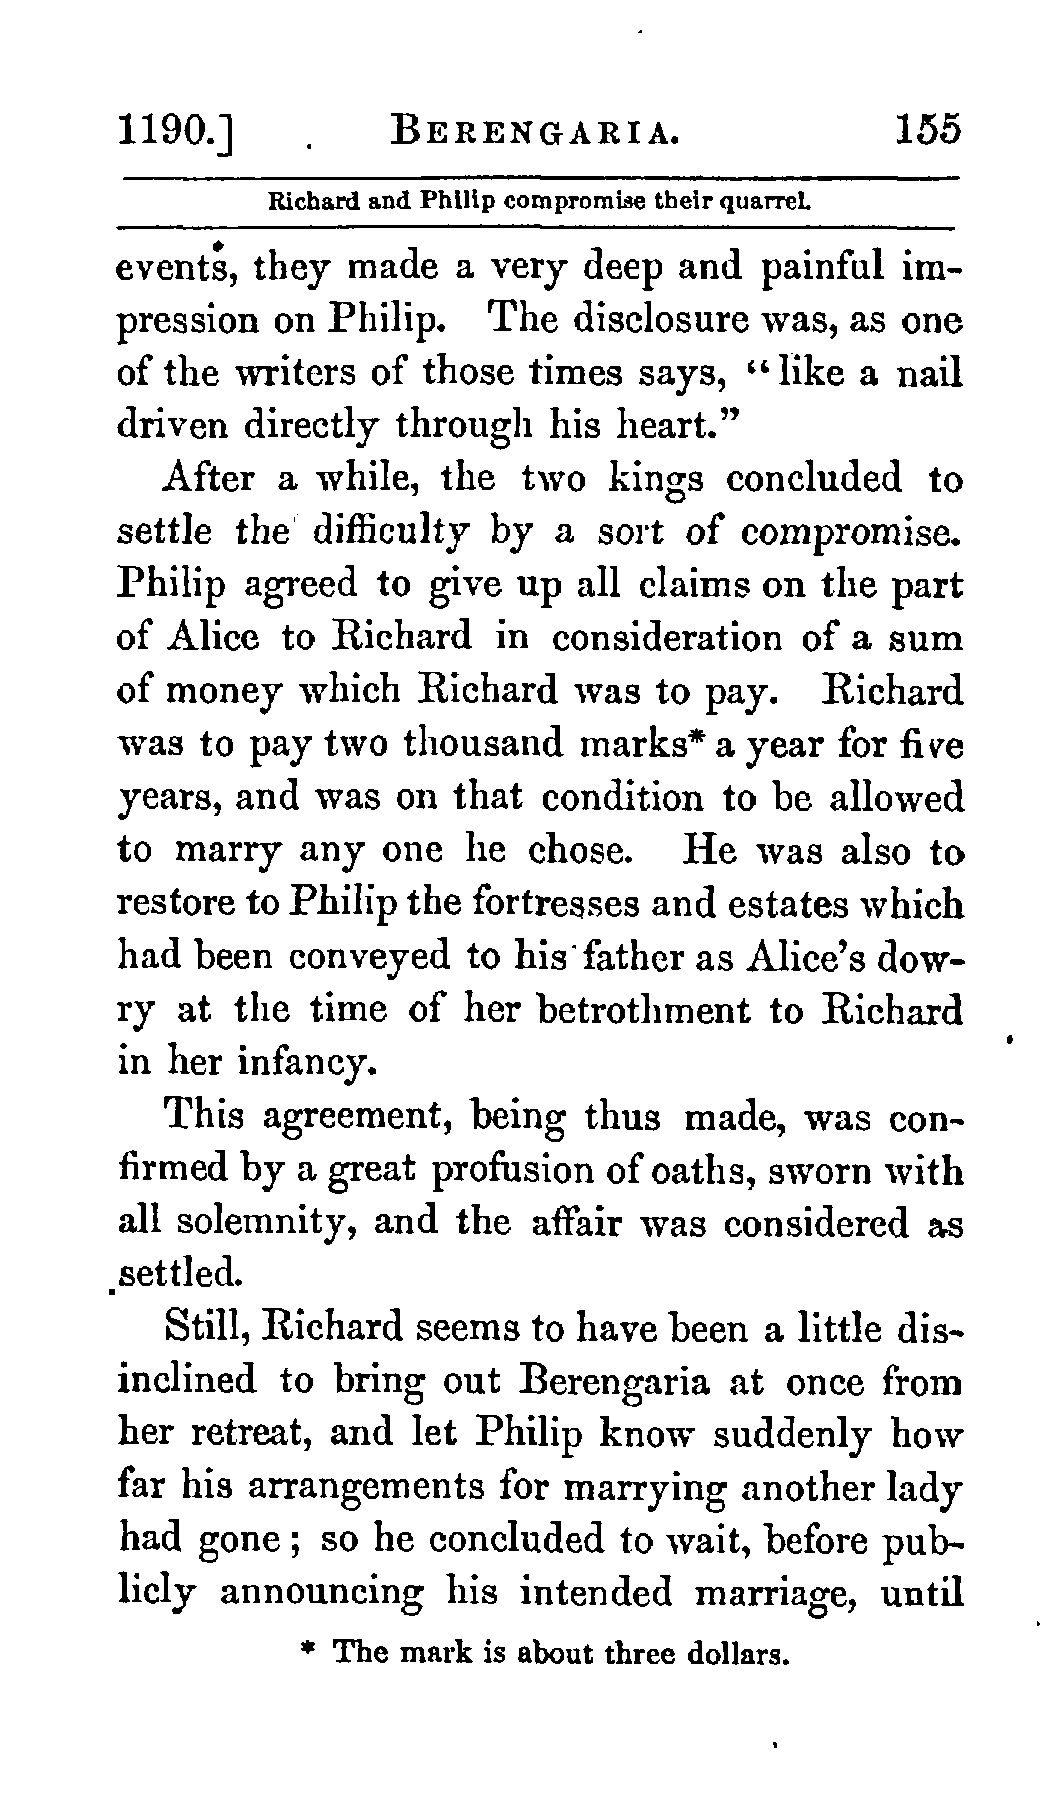 1190.] BERENGARIA. 155
Richard and Philip compromise their quarrel.
events, they made a very deep and painful im-
pression on Philip. The disclosure was, as one
of the writers of those times says, "like a nail
driven directly through his heart."
After a while, the two kings concluded to
settle the difficulty by a sort of compromise.
Philip agreed to give up all claims on the part
of Alice to Richard in consideration of a sum
of money which Richard was to pay. Richard
was to pay two thousand marks* a year for five
years, and was on that condition to be allowed
to marry any one he chose. He was also to
restore to Philip the fortresses and estates which
had been conveyed to his father as Alice's dow-
ry at the time of her betrothment to Richard
in her infancy.
This agreement, being thus made, was con-
firmed by a great profusion of oaths, sworn with
all solemnity, and the affair was considered as
settled.
Still, Richard seems to have been a little dis-
inclined to bring out Berengaria at once from
her retreat, and let Philip know suddenly how
far his arrangements for marrying another lady
had gone; so he concluded to wait, before pub-
licly announcing his intended marriage, until
* The mark is about three dollars.